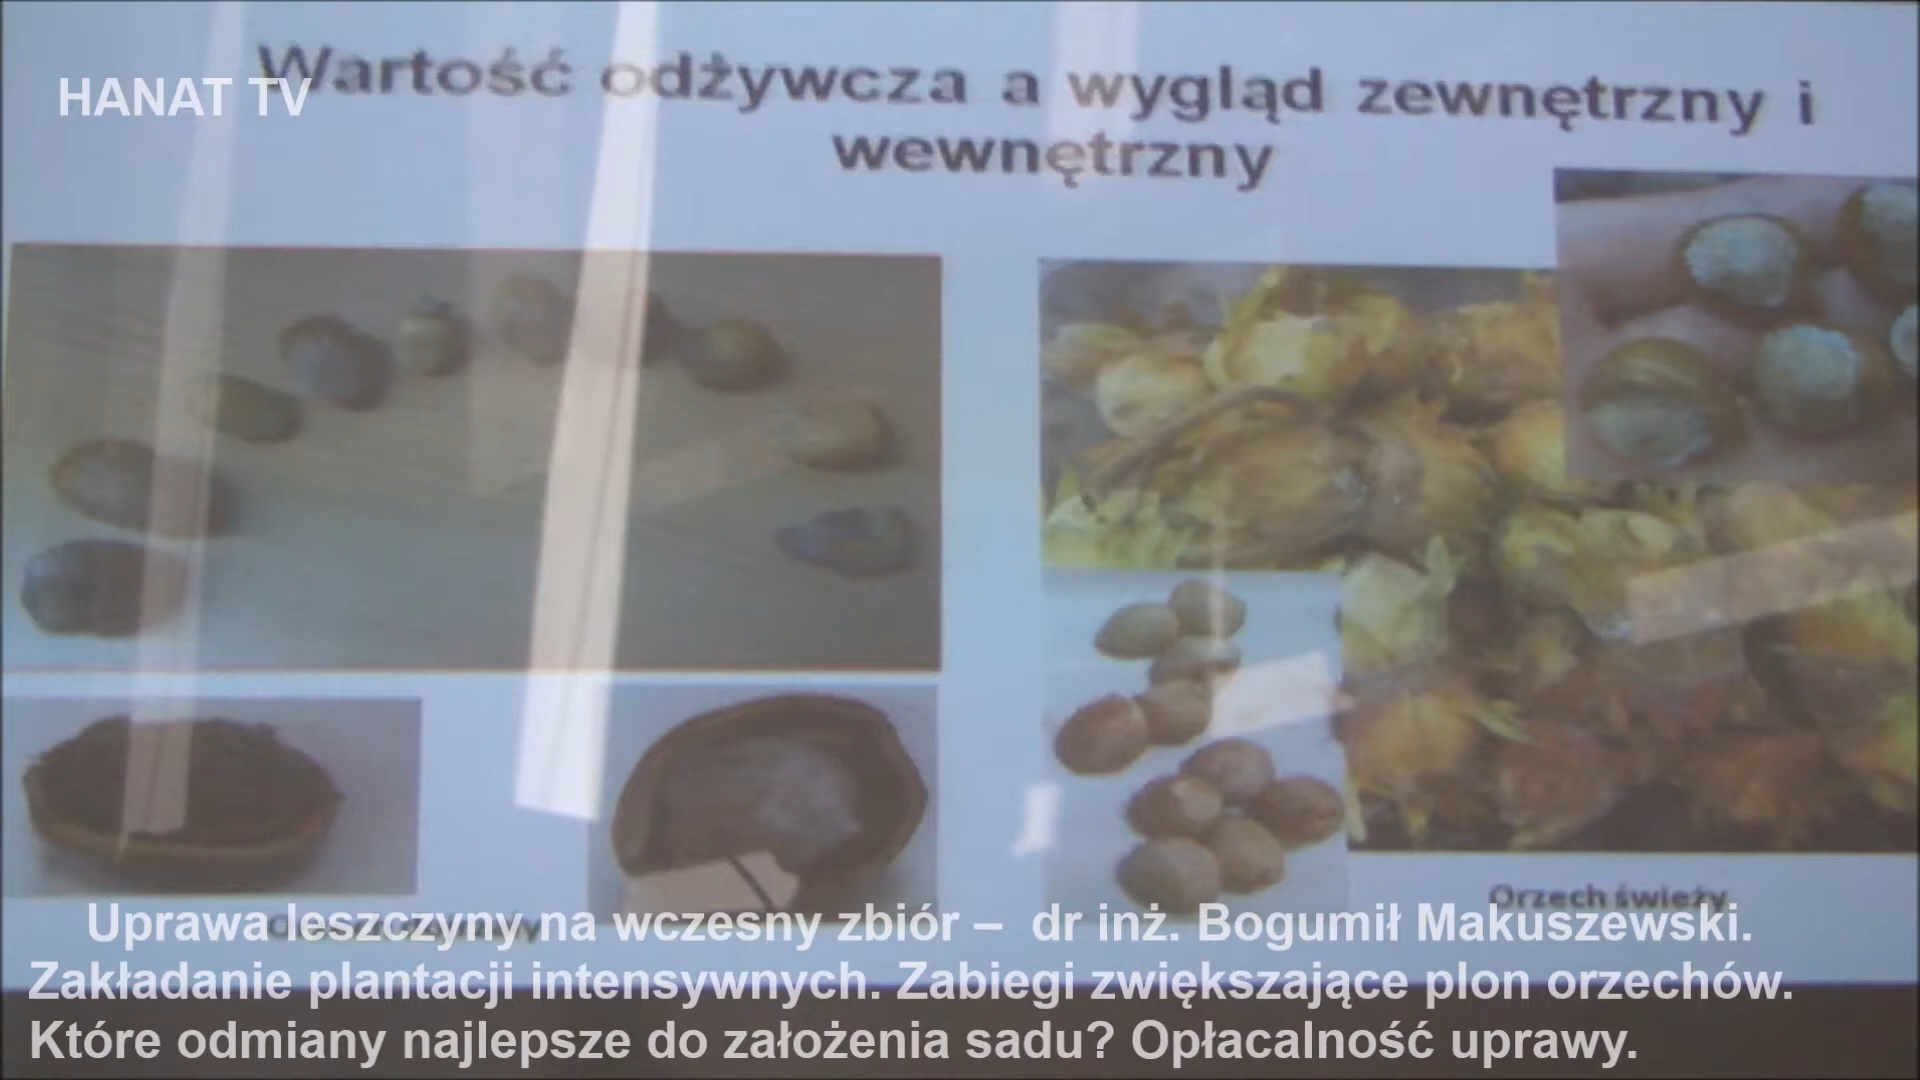 HANAT TV
Wartość odżywcza a wygląd zewnętrzny i
wewnętrzny
Orzech świeży
Uprawa leszczyny na wczesny zbiór – dr inż. Bogumił Makuszewski.
Zakładanie plantacji intensywnych. Zabiegi zwiększające plon orzechów.
Które odmiany najlepsze do założenia sadu? Opłacalność uprawy.